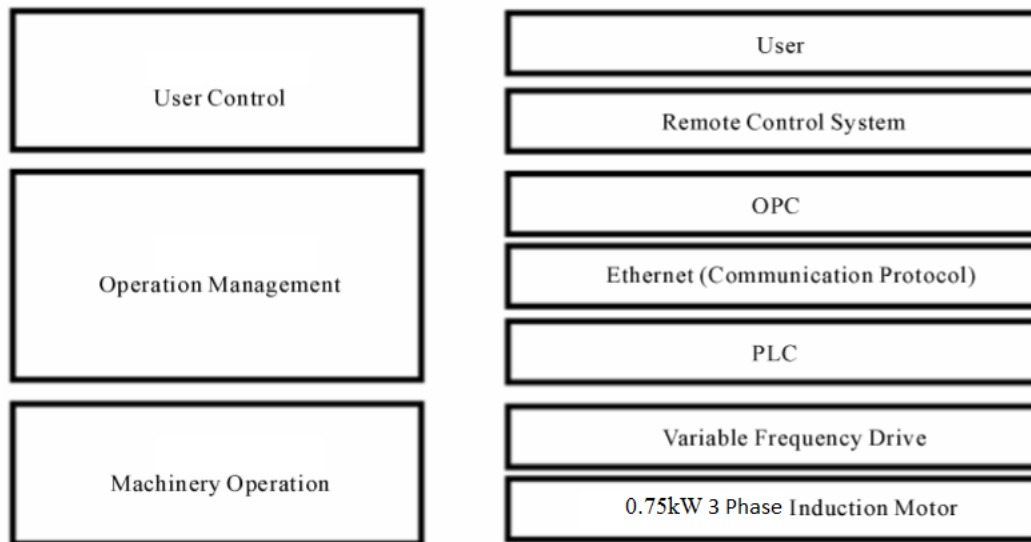 User Control
User
Remote Control System
Operation Management
OPC
Ethernet (Communication Protocol)
PLC
Machinery Operation
Variable Frequency Drive
0.75kW 3 Phase Induction Motor